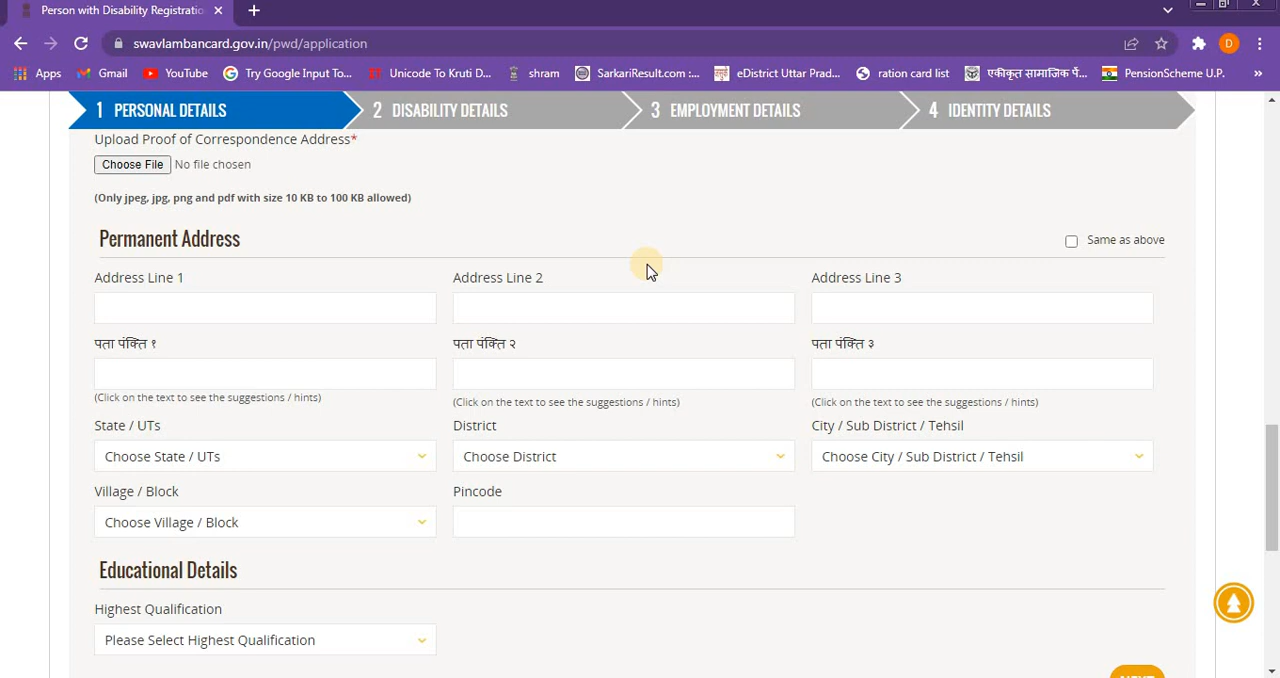 Person with Disability Registratio
swavlambancard.gov.in/pwd/application
D
Apps Gmail YouTube Try Google Input To... Unicode To Kruti D... shram SarkariResult.com :... eDistrict Uttar Prad... ration card list एकीकृत सामाजिक पें... PensionScheme U.P. »
1 PERSONAL DETAILS 2 DISABILITY DETAILS 3 EMPLOYMENT DETAILS 4 IDENTITY DETAILS
Upload Proof of Correspondence Address*
Choose File No file chosen
(Only jpeg, jpg, png and pdf with size 10 KB to 100 KB allowed)
Permanent Address Same as above
Address Line 1 Address Line 2 Address Line 3
पता पंक्ति १ पता पंक्ति २ पता पंक्ति ३
(Click on the text to see the suggestions / hints) (Click on the text to see the suggestions / hints) (Click on the text to see the suggestions / hints)
State / UTs District City / Sub District / Tehsil
Choose State / UTs Choose District Choose City / Sub District / Tehsil
Village / Block Pincode
Choose Village / Block
Educational Details
Highest Qualification
Please Select Highest Qualification
NEXT